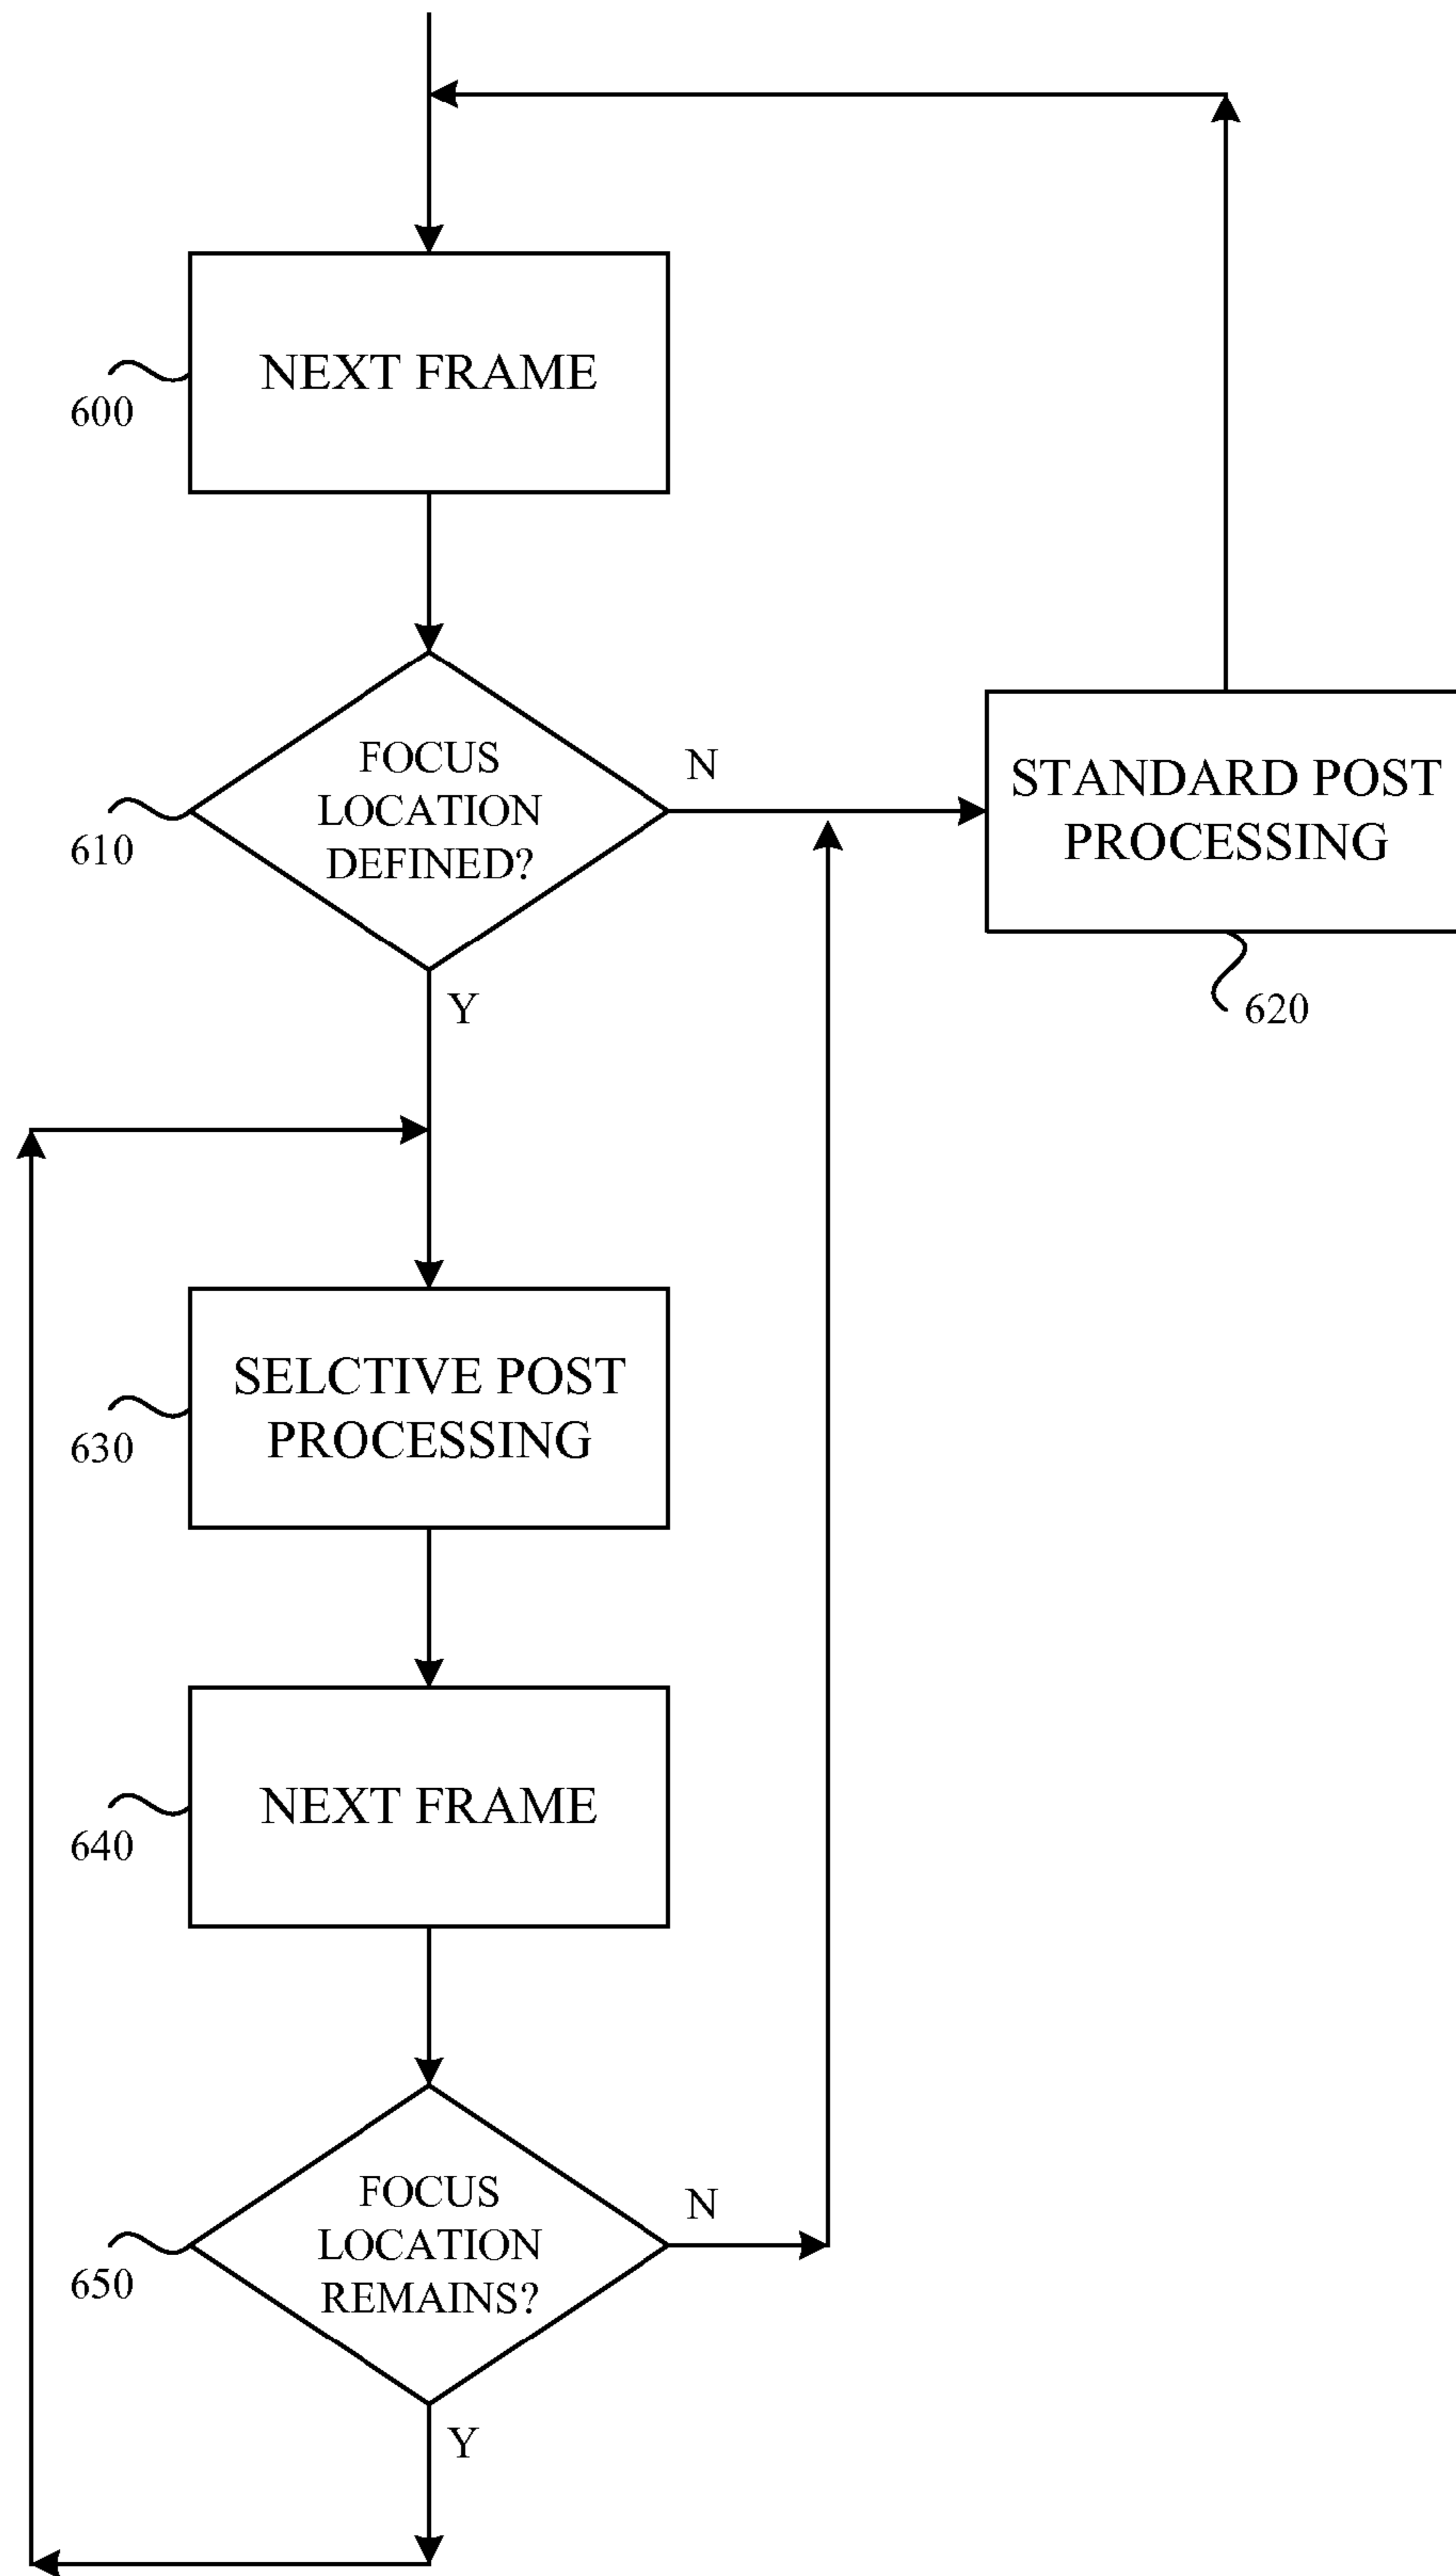 NEXT FRAME
600
FOCUS
LOCATION
DEFINED?
610
N
Y
STANDARD POST
PROCESSING
620
SELCTIVE POST
PROCESSING
630
NEXT FRAME
640
FOCUS
LOCATION
REMAINS?
650
N
Y